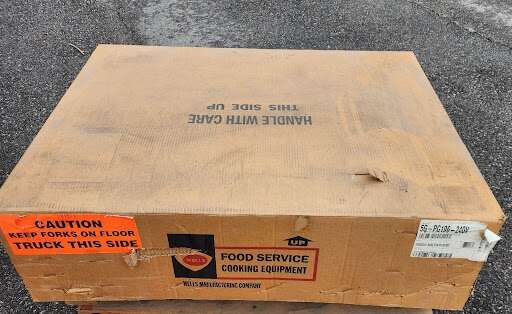 HANDLE WITH CARE
THIS SIDE UP
CAUTION
KEEP FORKS ON FLOOR
TRUCK THIS SIDE
WELLS
UP
FOOD SERVICE
COOKING EQUIPMENT
WELLS MANUFACTURING COMPANY